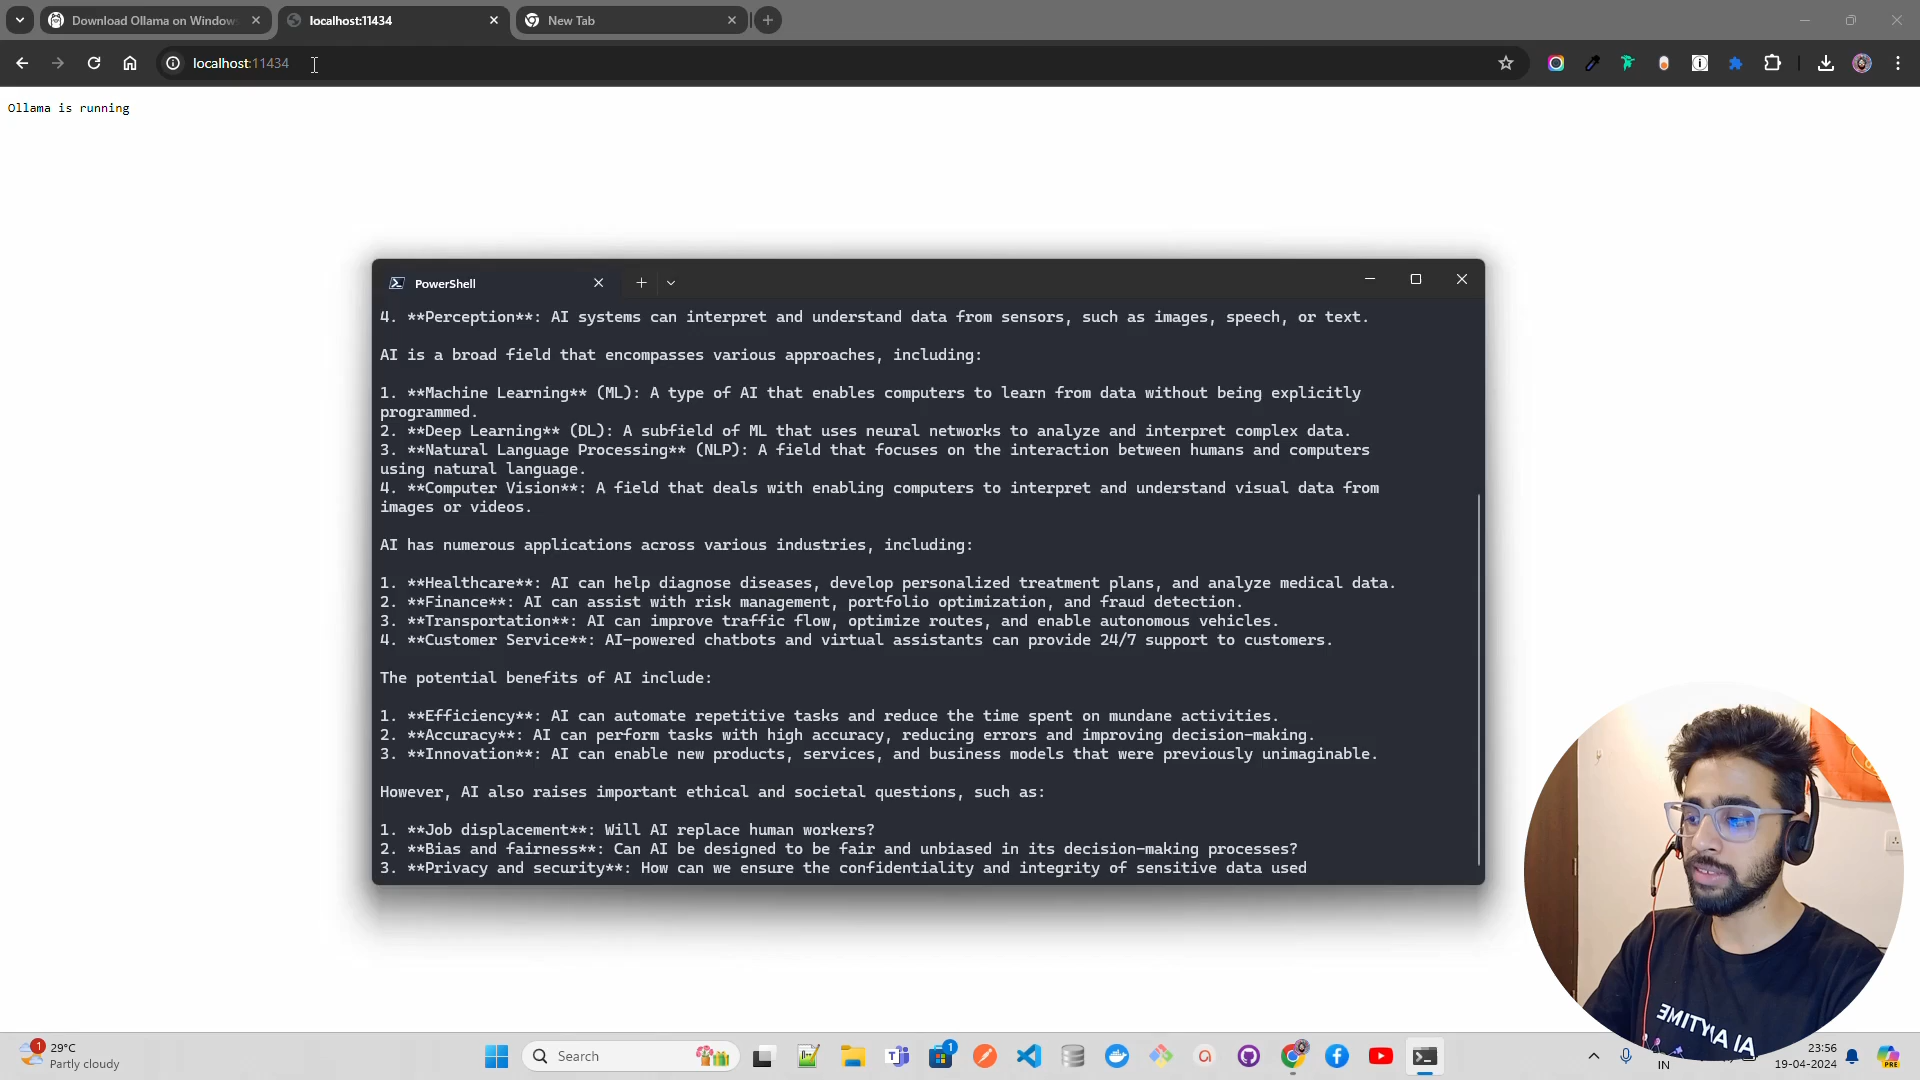 Download Ollama on Window
localhost:11434
New Tab
localhost:11434
Ollama is running
PowerShell
4. **Perception**: AI systems can interpret and understand data from sensors, such as images, speech, or text.
AI is a broad field that encompasses various approaches, including:
1. **Machine Learning** (ML): A type of AI that enables computers to learn from data without being explicitly
programmed.
2. **Deep Learning** (DL): A subfield of ML that uses neural networks to analyze and interpret complex data.
3. **Natural Language Processing** (NLP): A field that focuses on the interaction between humans and computers
using natural language.
4. **Computer Vision**: A field that deals with enabling computers to interpret and understand visual data from
images or videos.
AI has numerous applications across various industries, including:
1. **Healthcare**: AI can help diagnose diseases, develop personalized treatment plans, and analyze medical data.
2. **Finance**: AI can assist with risk management, portfolio optimization, and fraud detection.
3. **Transportation**: AI can improve traffic flow, optimize routes, and enable autonomous vehicles.
4. **Customer Service**: AI-powered chatbots and virtual assistants can provide 24/7 support to customers.
The potential benefits of AI include:
1. **Efficiency**: AI can automate repetitive tasks and reduce the time spent on mundane activities.
2. **Accuracy**: AI can perform tasks with high accuracy, reducing errors and improving decision-making.
3. **Innovation**: AI can enable new products, services, and business models that were previously unimaginable.
However, AI also raises important ethical and societal questions, such as:
1. **Job displacement**: Will AI replace human workers?
2. **Bias and fairness**: Can AI be designed to be fair and unbiased in its decision-making processes?
3. **Privacy and security**: How can we ensure the confidentiality and integrity of sensitive data used
AI ANYTIME
1
29°C
Partly cloudy
Search
1
IN
23:56
19-04-2024
PRE